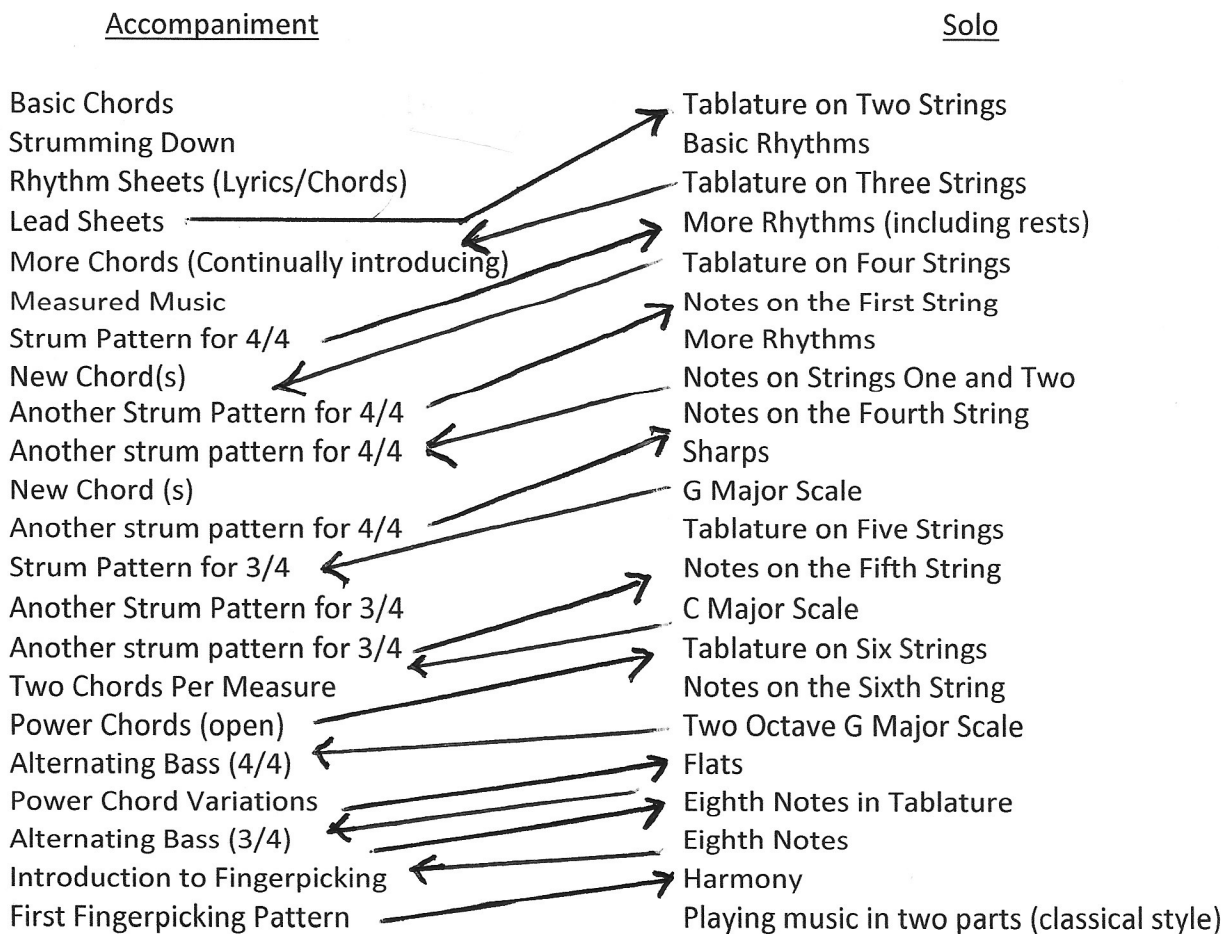 Accompaniment
Basic Chords
Strumming Down
Rhythm Sheets (Lyrics/Chords)
Lead Sheets
More Chords (Continually introducing)
Measured Music
Strum Pattern for 4/4
New Chord(s)
Another Strum Pattern for 4/4
Another strum pattern for 4/4
New Chord (s)
Another strum pattern for 4/4
Strum Pattern for 3/4
Another Strum Pattern for 3/4
Another strum pattern for 3/4
Two Chords Per Measure
Power Chords (open)
Alternating Bass (4/4)
Power Chord Variations
Alternating Bass (3/4)
Introduction to Fingerpicking
First Fingerpicking Pattern
Solo
Tablature on Two Strings
Basic Rhythms
Tablature on Three Strings
More Rhythms (including rests)
Tablature on Four Strings
Notes on the First String
More Rhythms
Notes on Strings One and Two
Notes on the Fourth String
Sharps
G Major Scale
Tablature on Five Strings
Notes on the Fifth String
C Major Scale
Tablature on Six Strings
Notes on the Sixth String
Two Octave G Major Scale
Flats
Eighth Notes in Tablature
Eighth Notes
Harmony
Playing music in two parts (classical style)